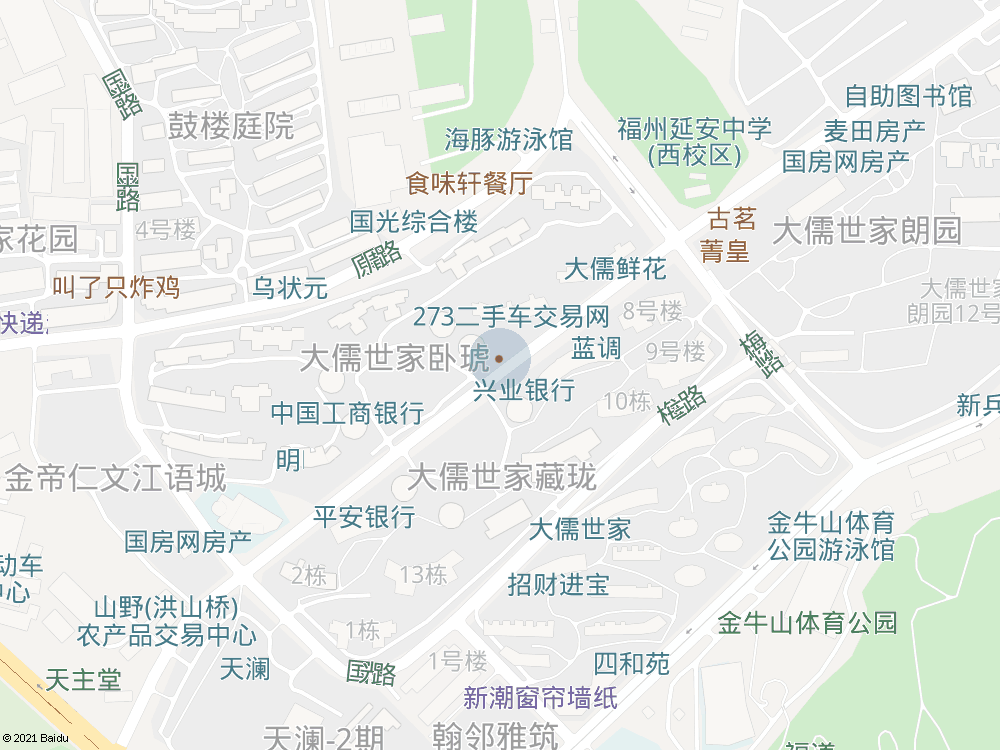 自助图书馆
麦田房产
国房网房产
福州延安中学
(西校区)
海豚游泳馆
鼓楼庭院
食味轩餐厅
国光综合楼
4号楼
古茗
菁皇
大儒世家朗园
家花园
叫了只炸鸡
乌状元
大儒鲜花
大儒世家
朗园12号
快递
273二手车交易网
8号楼
大儒世家卧琥
蓝调
9号楼
兴业银行
10栋
中国工商银行
新兵
明
金帝仁文江语城
大儒世家藏珑
平安银行
大儒世家
金牛山体育
公园游泳馆
国房网房产
动车
中心
2栋
13栋
招财进宝
山野(洪山桥)
农产品交易中心
金牛山体育公园
1栋
1号楼
天澜
四和苑
天主堂
新潮窗帘墙纸
天澜-2期
翰邻雅筑
福道
© 2021 Baidu